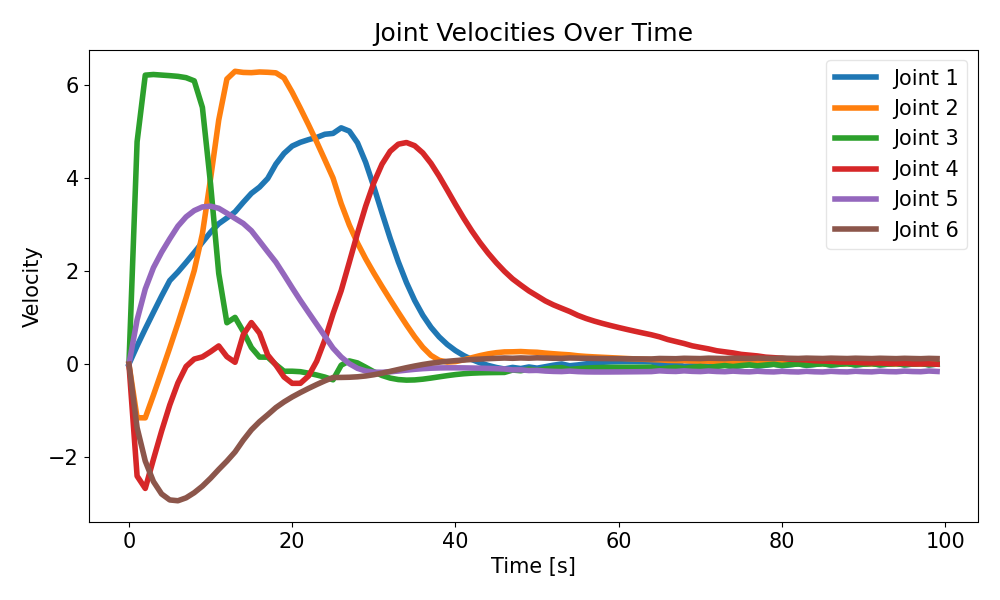 Joint Velocities Over Time
Joint 1
Joint 2
Joint 3
Joint 4
Joint 5
Joint 6
Velocity
6
4
2
0
−2
0
20
40
60
80
100
Time [s]